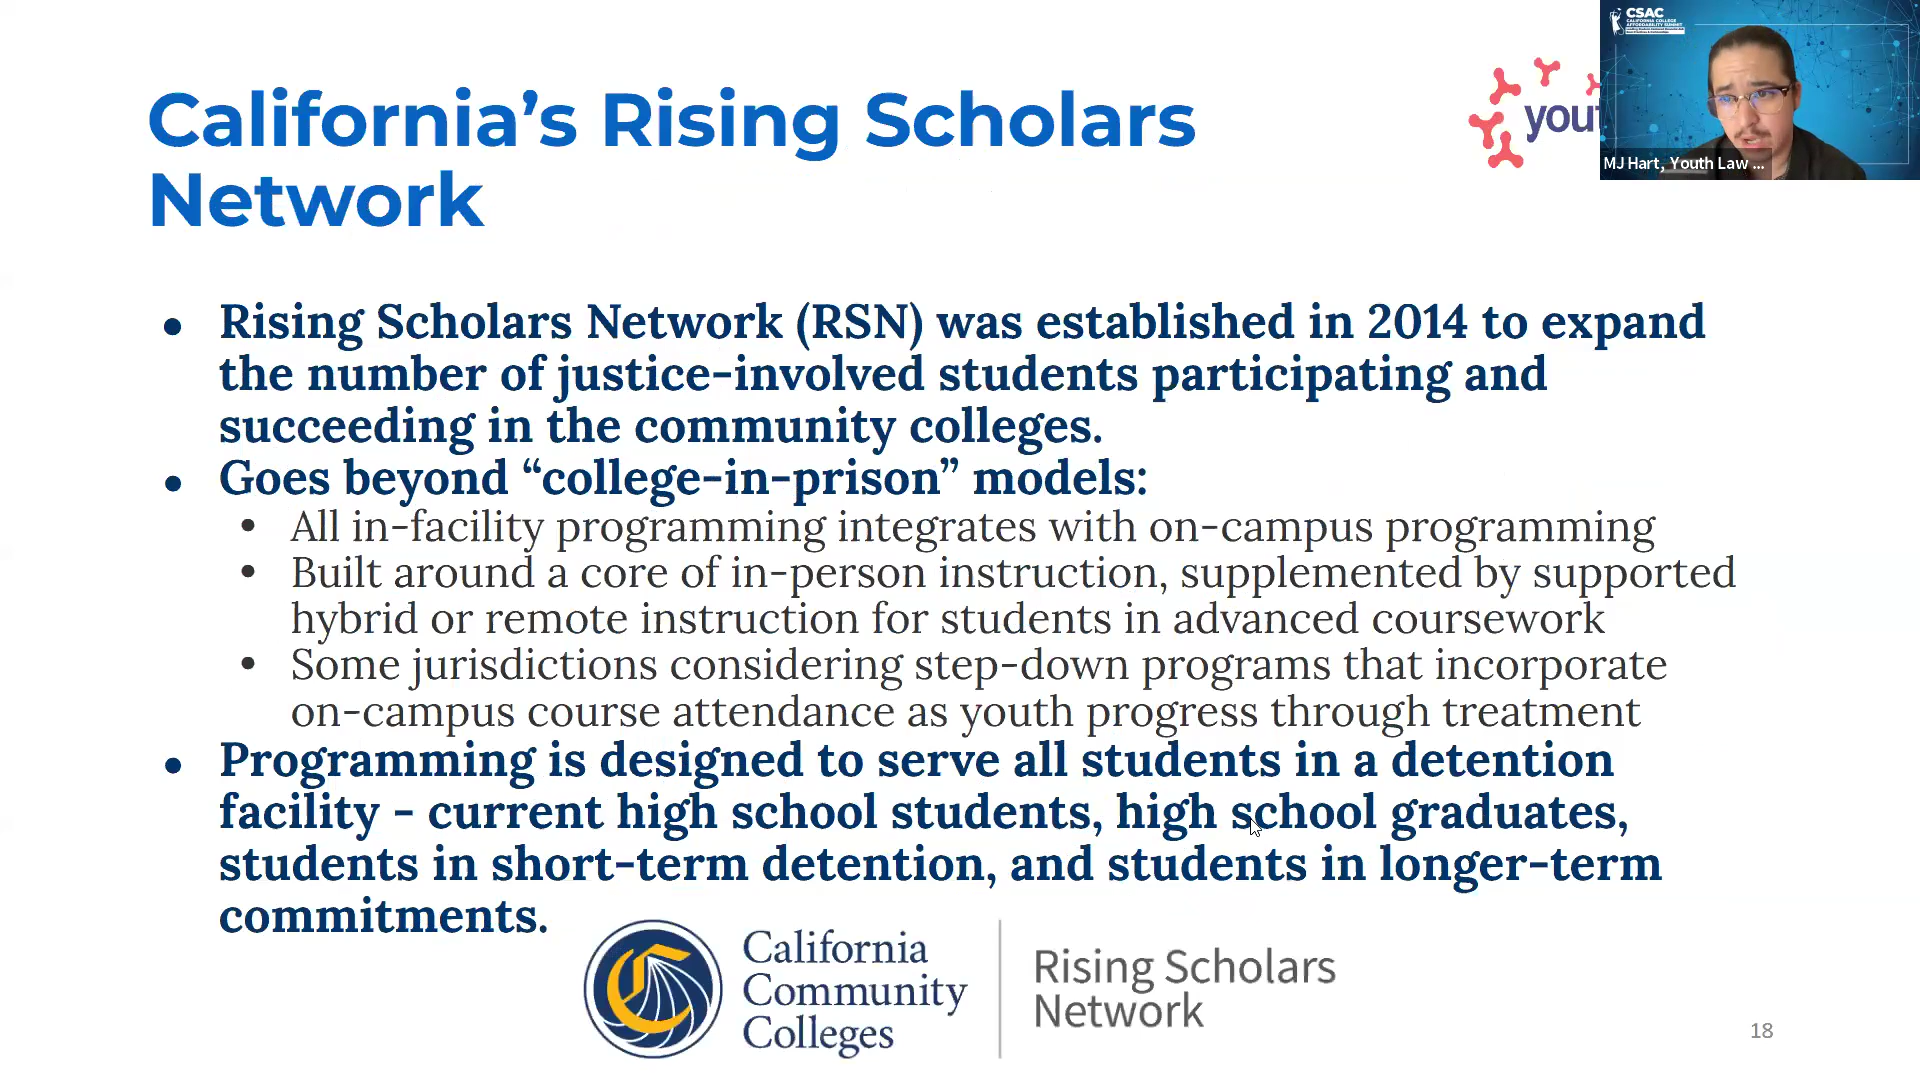 CSAC
CALIFORNIA COLLEGE
AFFORDABILITY SUMMIT
California's Rising Scholars
Network
MJ Hart, Youth Law ...
• Rising Scholars Network (RSN) was established in 2014 to expand
the number of justice-involved students participating and
succeeding in the community colleges.
• Goes beyond “college-in-prison” models:
• All in-facility programming integrates with on-campus programming
• Built around a core of in-person instruction, supplemented by supported
hybrid or remote instruction for students in advanced coursework
• Some jurisdictions considering step-down programs that incorporate
on-campus course attendance as youth progress through treatment
• Programming is designed to serve all students in a detention
facility - current high school students, high school graduates,
students in short-term detention, and students in longer-term
commitments.
California
Community
Colleges
Rising Scholars
Network
18